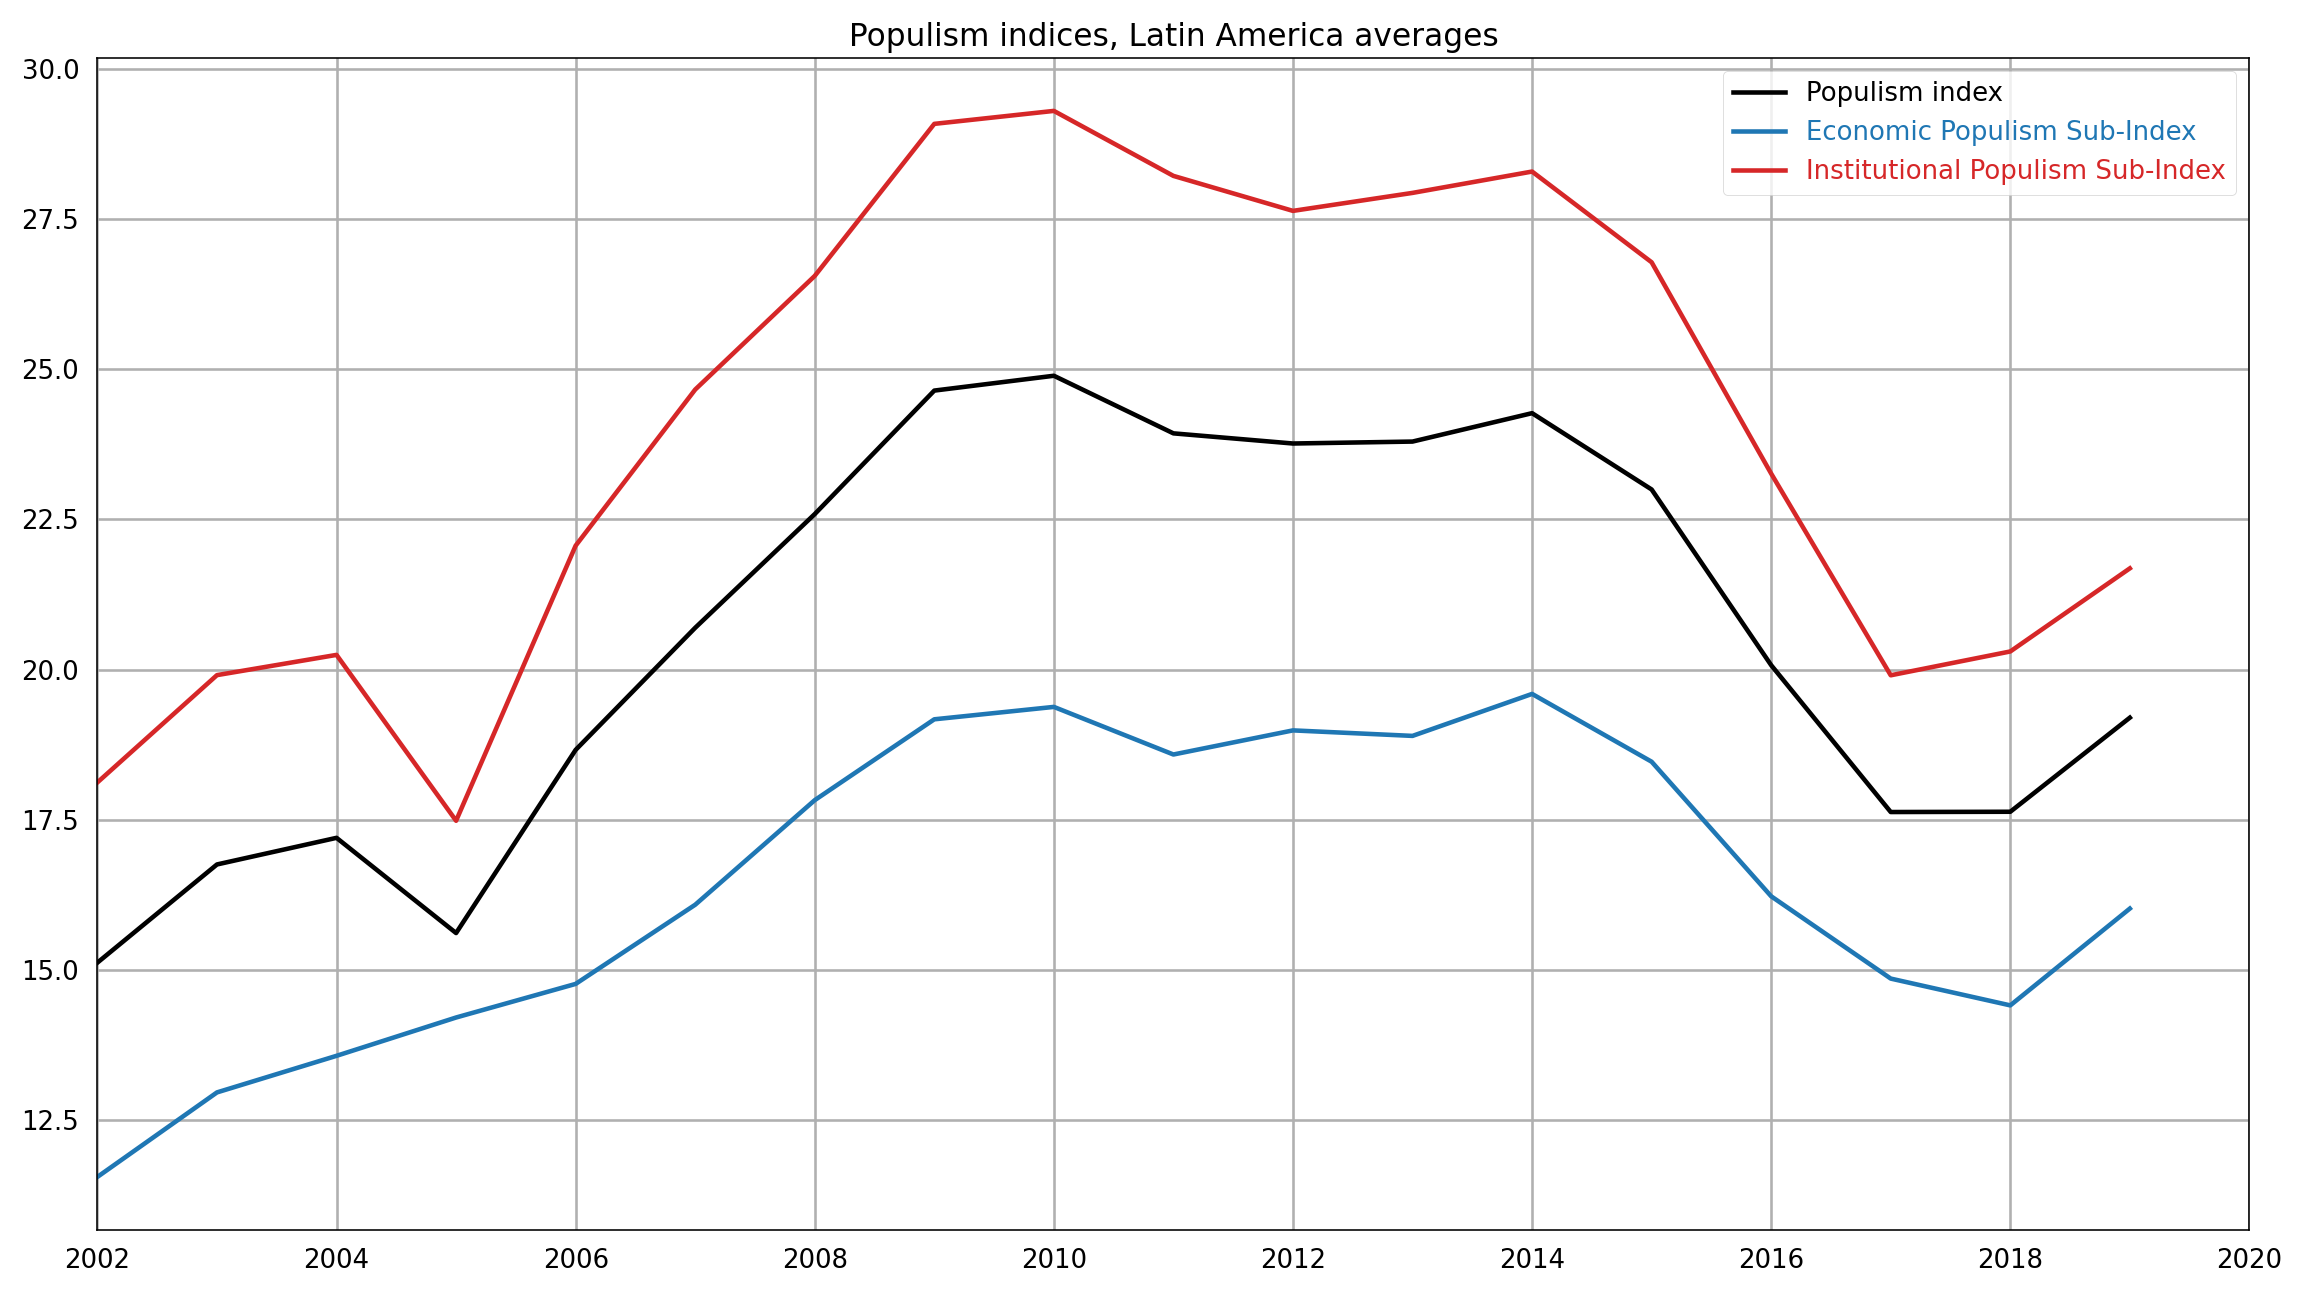 Populism indices, Latin America averages
30.0
27.5
25.0
22.5
20.0
17.5
15.0
12.5
Populism index
Economic Populism Sub-Index
Institutional Populism Sub-Index
2002 2004 2006 2008 2010 2012 2014 2016 2018 2020